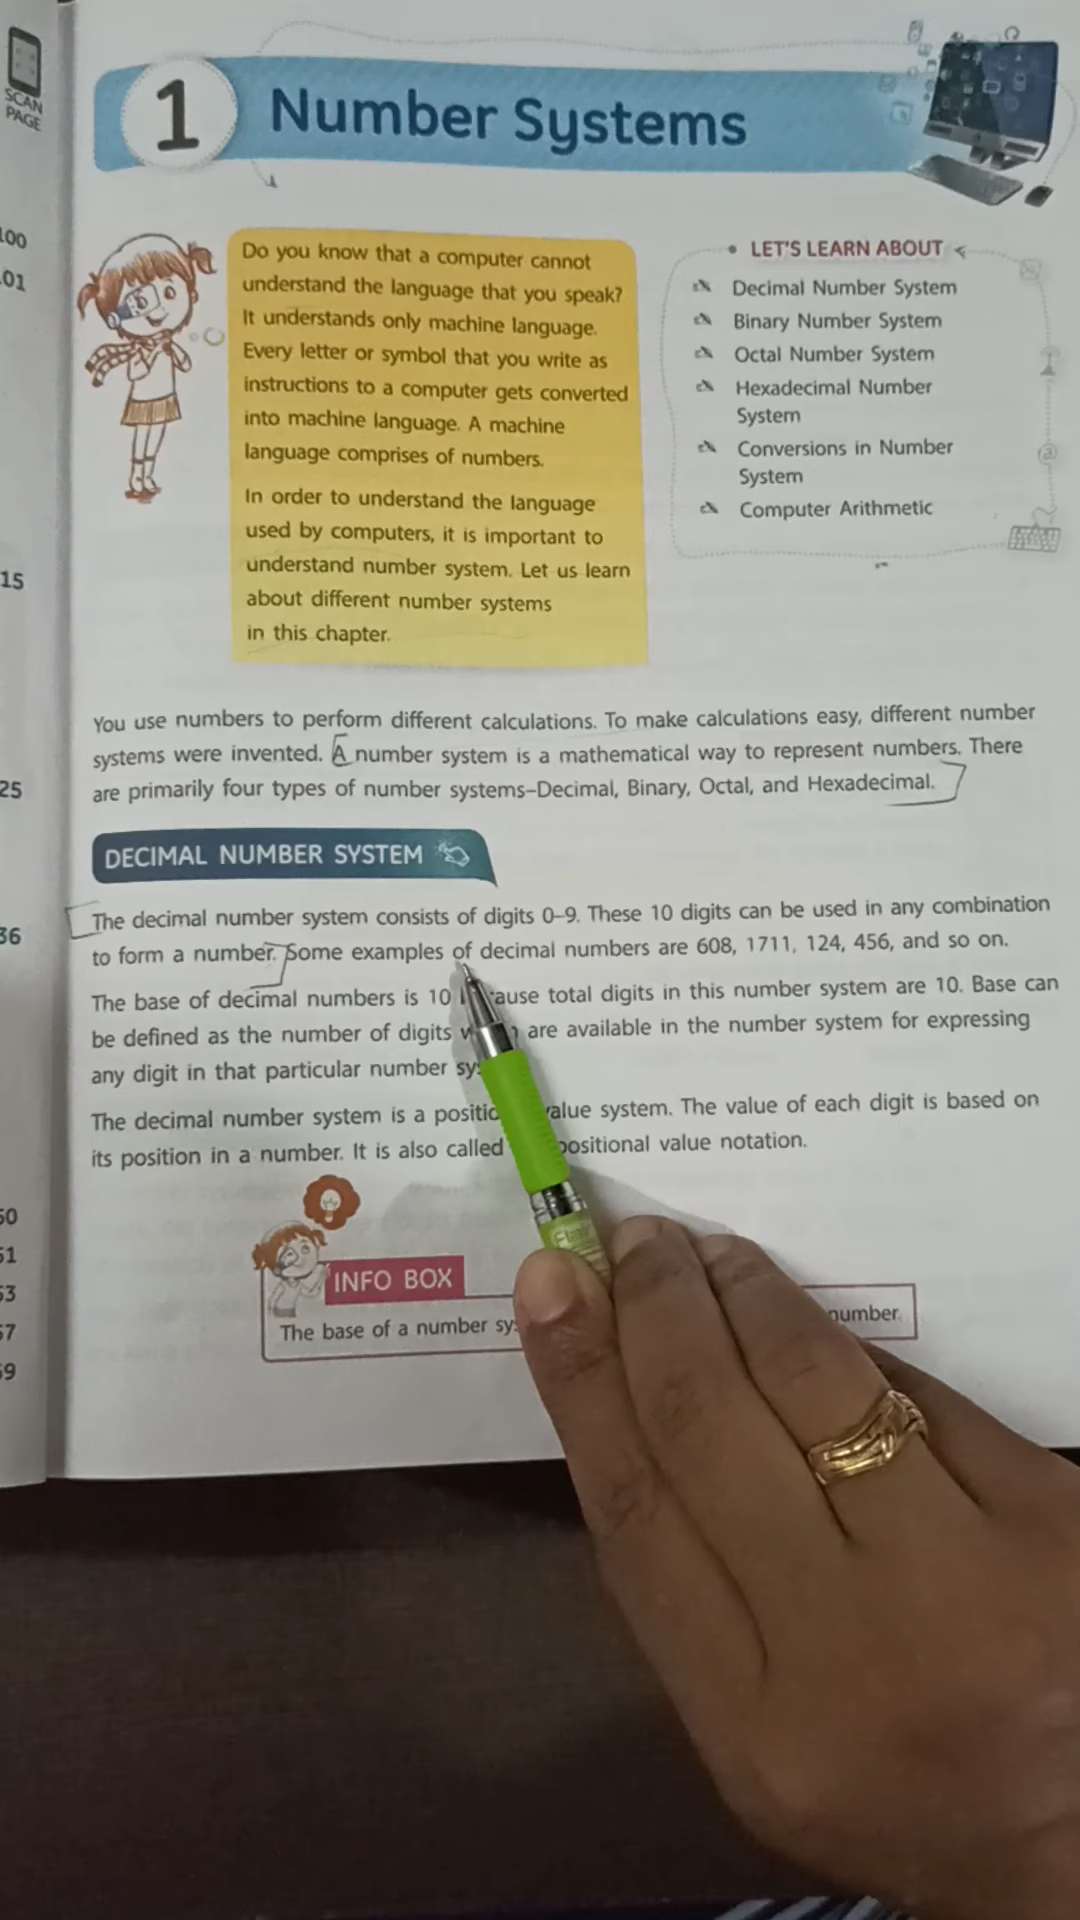 SCAN
PAGE
100
01
15
25
36
50
51
53
57
59
1 Number Systems
Do you know that a computer cannot
understand the language that you speak?
It understands only machine language.
Every letter or symbol that you write as
instructions to a computer gets converted
into machine language. A machine
language comprises of numbers.
In order to understand the language
used by computers, it is important to
understand number system. Let us learn
about different number systems
in this chapter.
LET'S LEARN ABOUT
Decimal Number System
Binary Number System
Octal Number System
Hexadecimal Number
System
Conversions in Number
System
Computer Arithmetic
You use numbers to perform different calculations. To make calculations easy, different number
systems were invented. A number system is a mathematical way to represent numbers. There
are primarily four types of number systems–Decimal, Binary, Octal, and Hexadecimal.
DECIMAL NUMBER SYSTEM
The decimal number system consists of digits 0–9. These 10 digits can be used in any combination
to form a number. Some examples of decimal numbers are 608, 1711, 124, 456, and so on.
The base of decimal numbers is 10 ause total digits in this number system are 10. Base can
be defined as the number of digits are available in the number system for expressing
any digit in that particular number sys
The decimal number system is a positio alue system. The value of each digit is based on
its position in a number. It is also called positional value notation.
INFO BOX
The base of a number sys number.